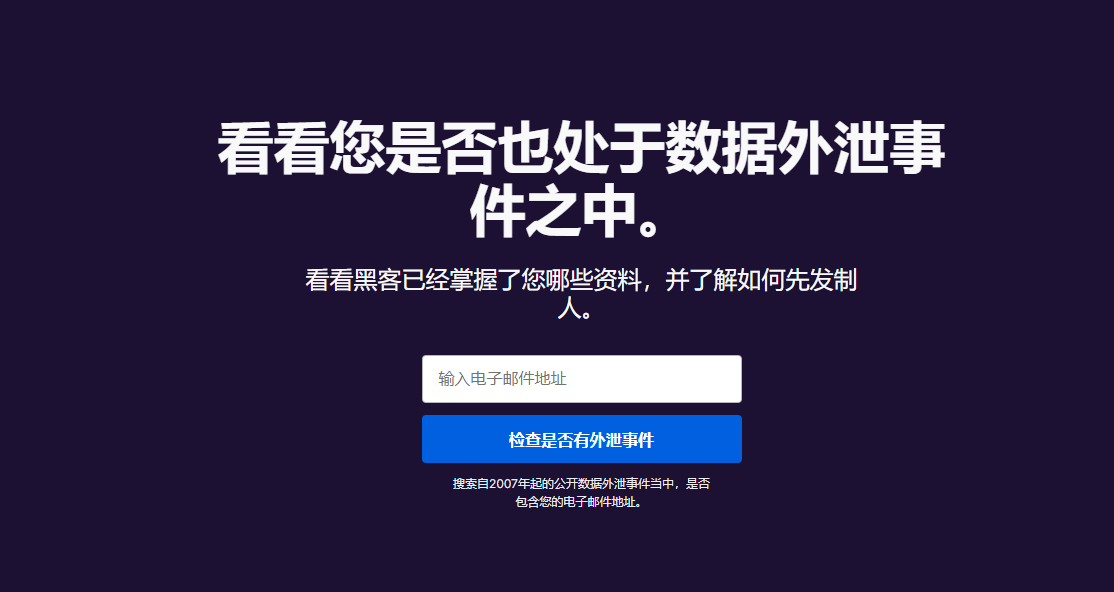 看看您是否也处于数据外泄事
件之中。
看看黑客已经掌握了您哪些资料，并了解如何先发制
人。
输入电子邮件地址
检查是否有外泄事件
搜索自2007年起的公开数据外泄事件当中，是否
包含您的电子邮件地址。